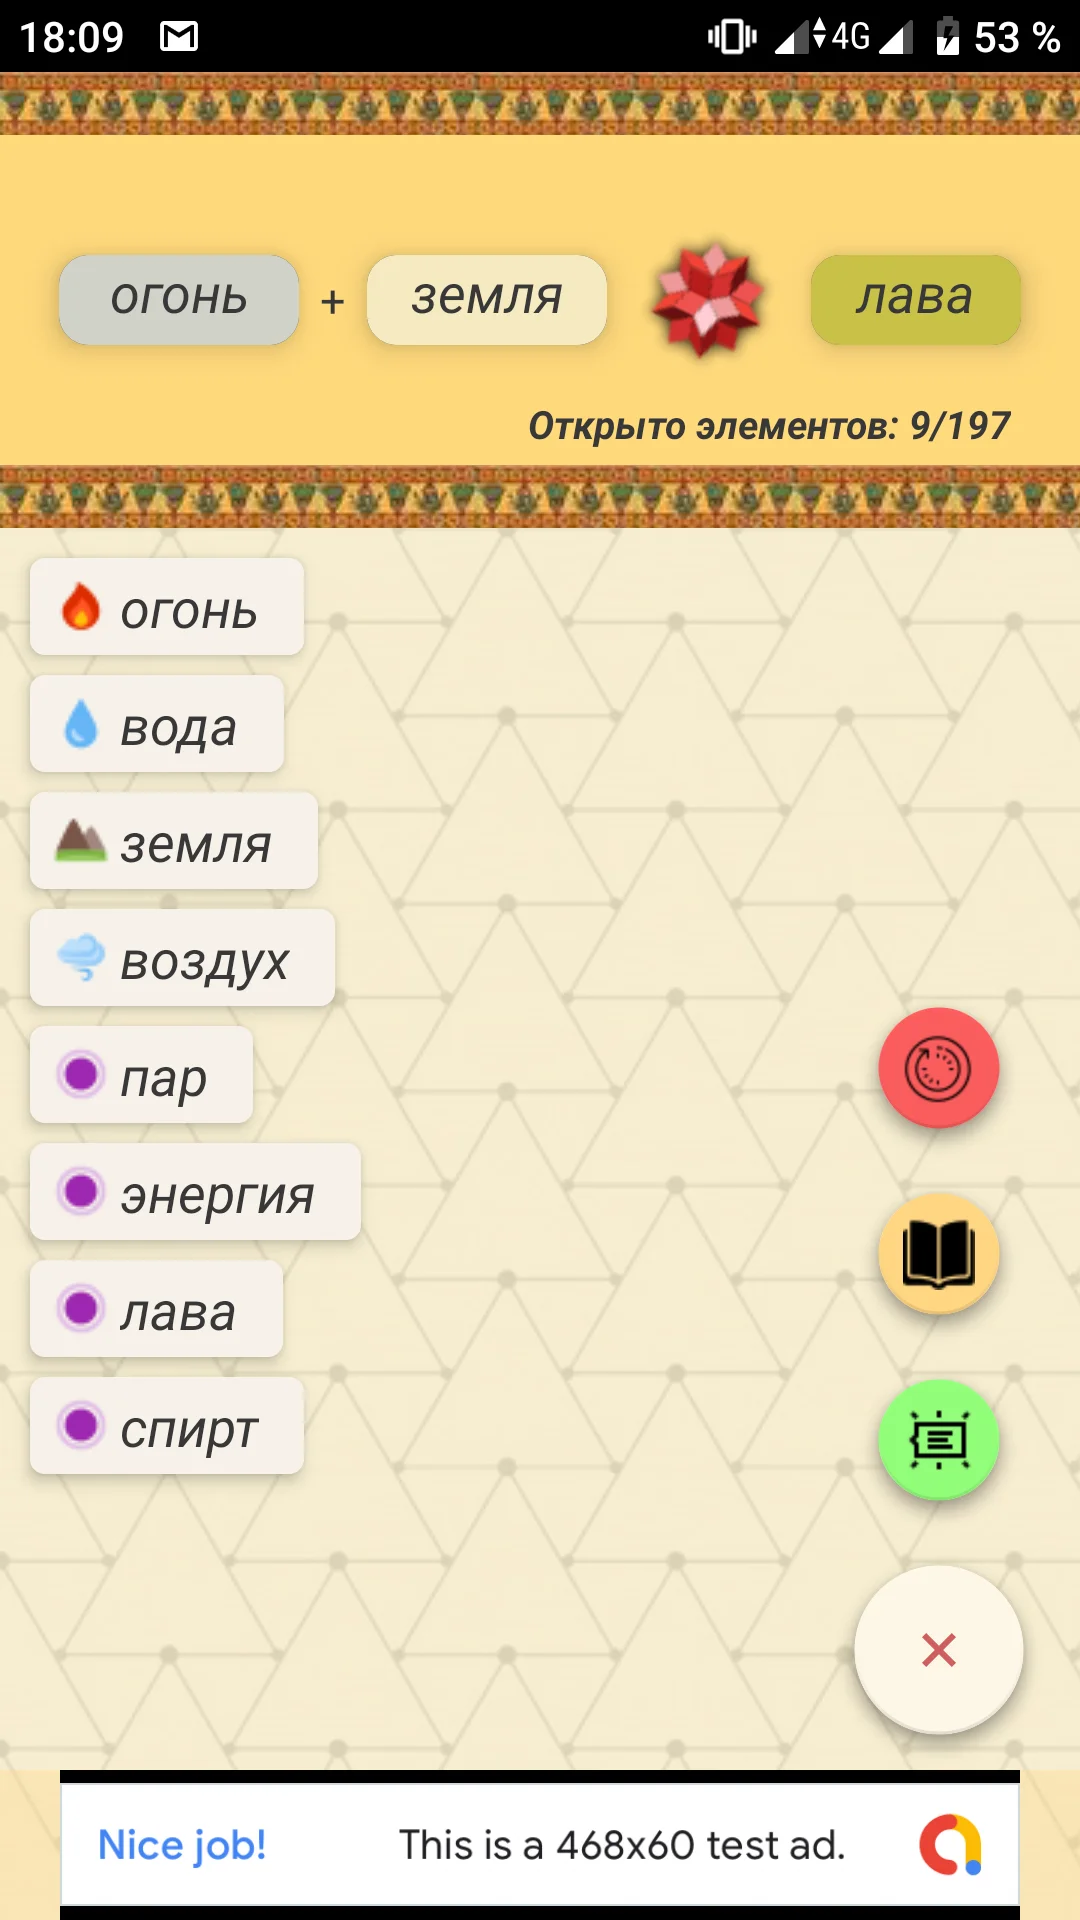 18:09 4G 53 %
огонь + земля лава
Открыто элементов: 9/197
огонь
вода
земля
воздух
пар
энергия
лава
спирт
Nice job! This is a 468x60 test ad.